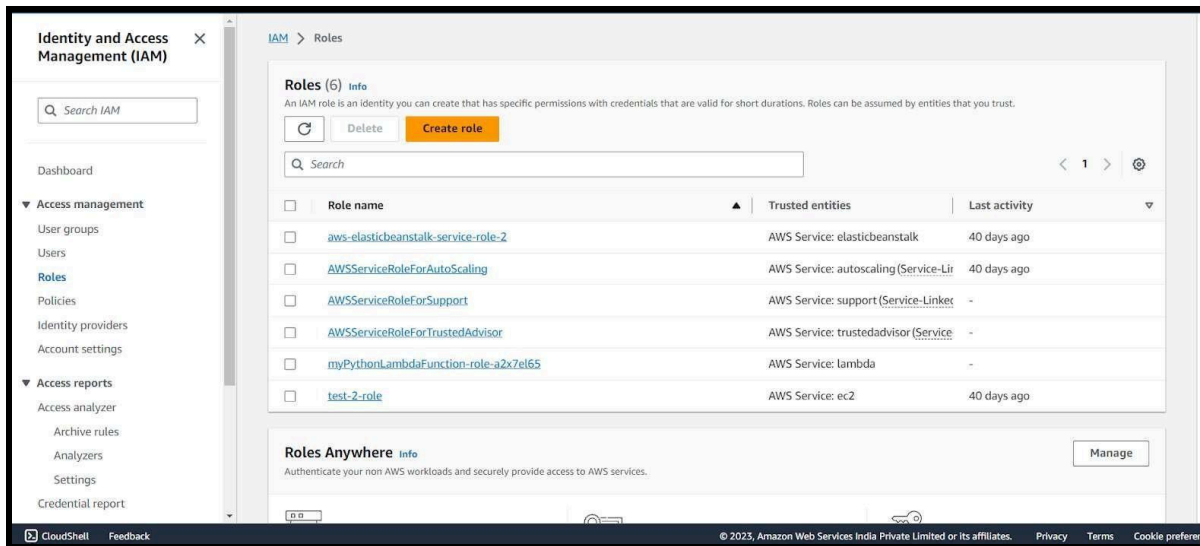 Identity and Access Management (IAM)
Search IAM
Dashboard
Access management
User groups
Users
Roles
Policies
Identity providers
Account settings
Access reports
Access analyzer
Archive rules
Analyzers
Settings
Credential report
IAM > Roles
Roles (6) Info
An IAM role is an identity you can create that has specific permissions with credentials that are valid for short durations. Roles can be assumed by entities that you trust.
Delete Create role
Search
< 1 >
Role name Trusted entities Last activity
aws-elasticbeanstalk-service-role-2 AWS Service: elasticbeanstalk 40 days ago
AWSServiceRoleForAutoScaling AWS Service: autoscaling (Service-Lir 40 days ago
AWSServiceRoleForSupport AWS Service: support (Service-Linked -
AWSServiceRoleForTrustedAdvisor AWS Service: trustedadvisor (Service -
myPythonLambdaFunction-role-a2x7el65 AWS Service: lambda -
test-2-role AWS Service: ec2 40 days ago
Roles Anywhere Info
Manage
Authenticate your non AWS workloads and securely provide access to AWS services.
CloudShell Feedback © 2023, Amazon Web Services India Private Limited or its affiliates. Privacy Terms Cookie prefere